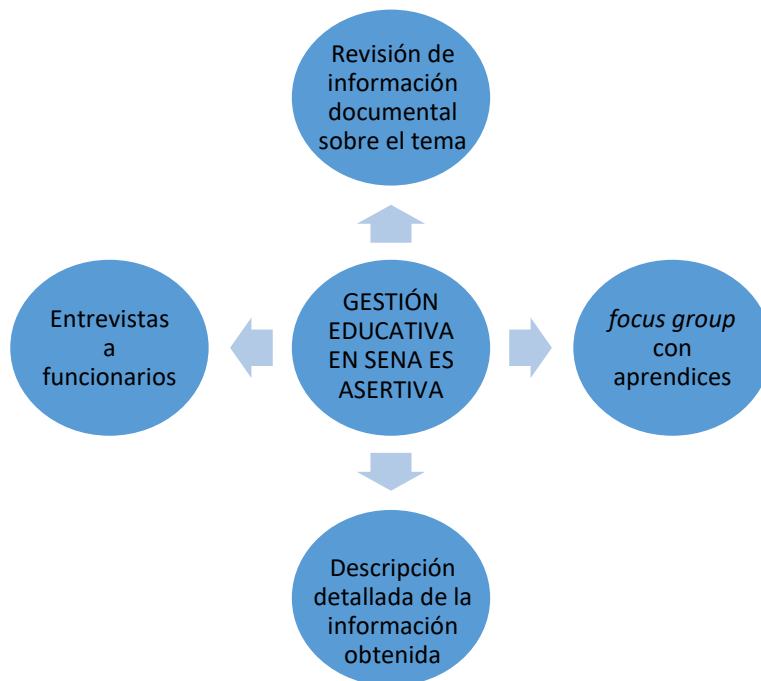 Revisión de
información
documental
sobre el tema
Entrevistas
a
funcionarios
GESTIÓN
EDUCATIVA
EN SENA ES
ASERTIVA
focus group
con
aprendices
Descripción
detallada de la
información
obtenida